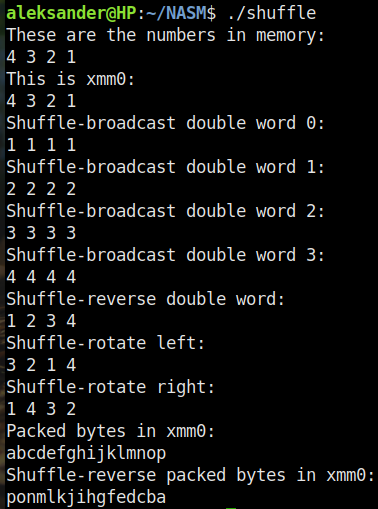 aleksander@HP:~/NASM$ ./shuffle
These are the numbers in memory:
4 3 2 1
This is xmm0:
4 3 2 1
Shuffle-broadcast double word 0:
1 1 1 1
Shuffle-broadcast double word 1:
2 2 2 2
Shuffle-broadcast double word 2:
3 3 3 3
Shuffle-broadcast double word 3:
4 4 4 4
Shuffle-reverse double word:
1 2 3 4
Shuffle-rotate left:
3 2 1 4
Shuffle-rotate right:
1 4 3 2
Packed bytes in xmm0:
abcdefghijklmnop
Shuffle-reverse packed bytes in xmm0:
ponmlkjihgfedcba